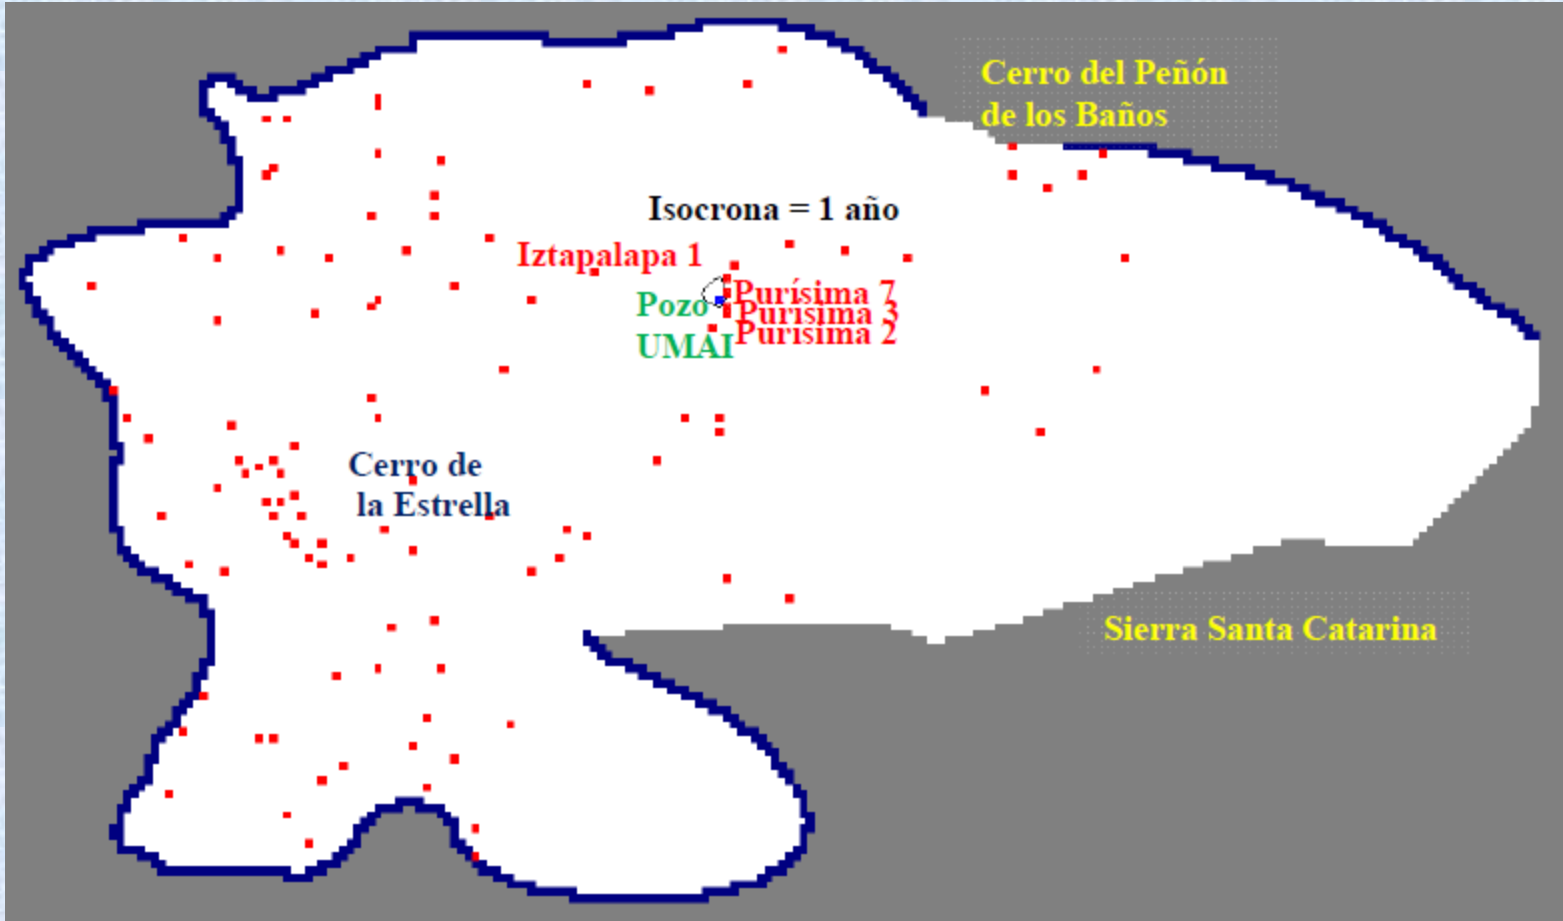 Cerro del Peñón
de los Baños
Isocrona = 1 año
Iztapalapa 1
Purísima 7
Pozo
Purísima 3
Purísima 2
UMAI
Cerro de
la Estrella
Sierra Santa Catarina